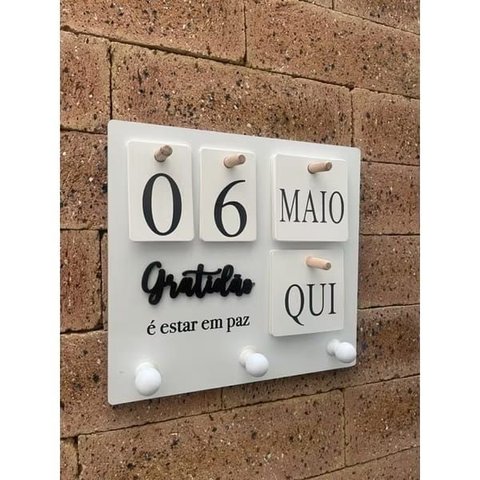 06 MAIO
QUI
Gratidão
é estar em paz